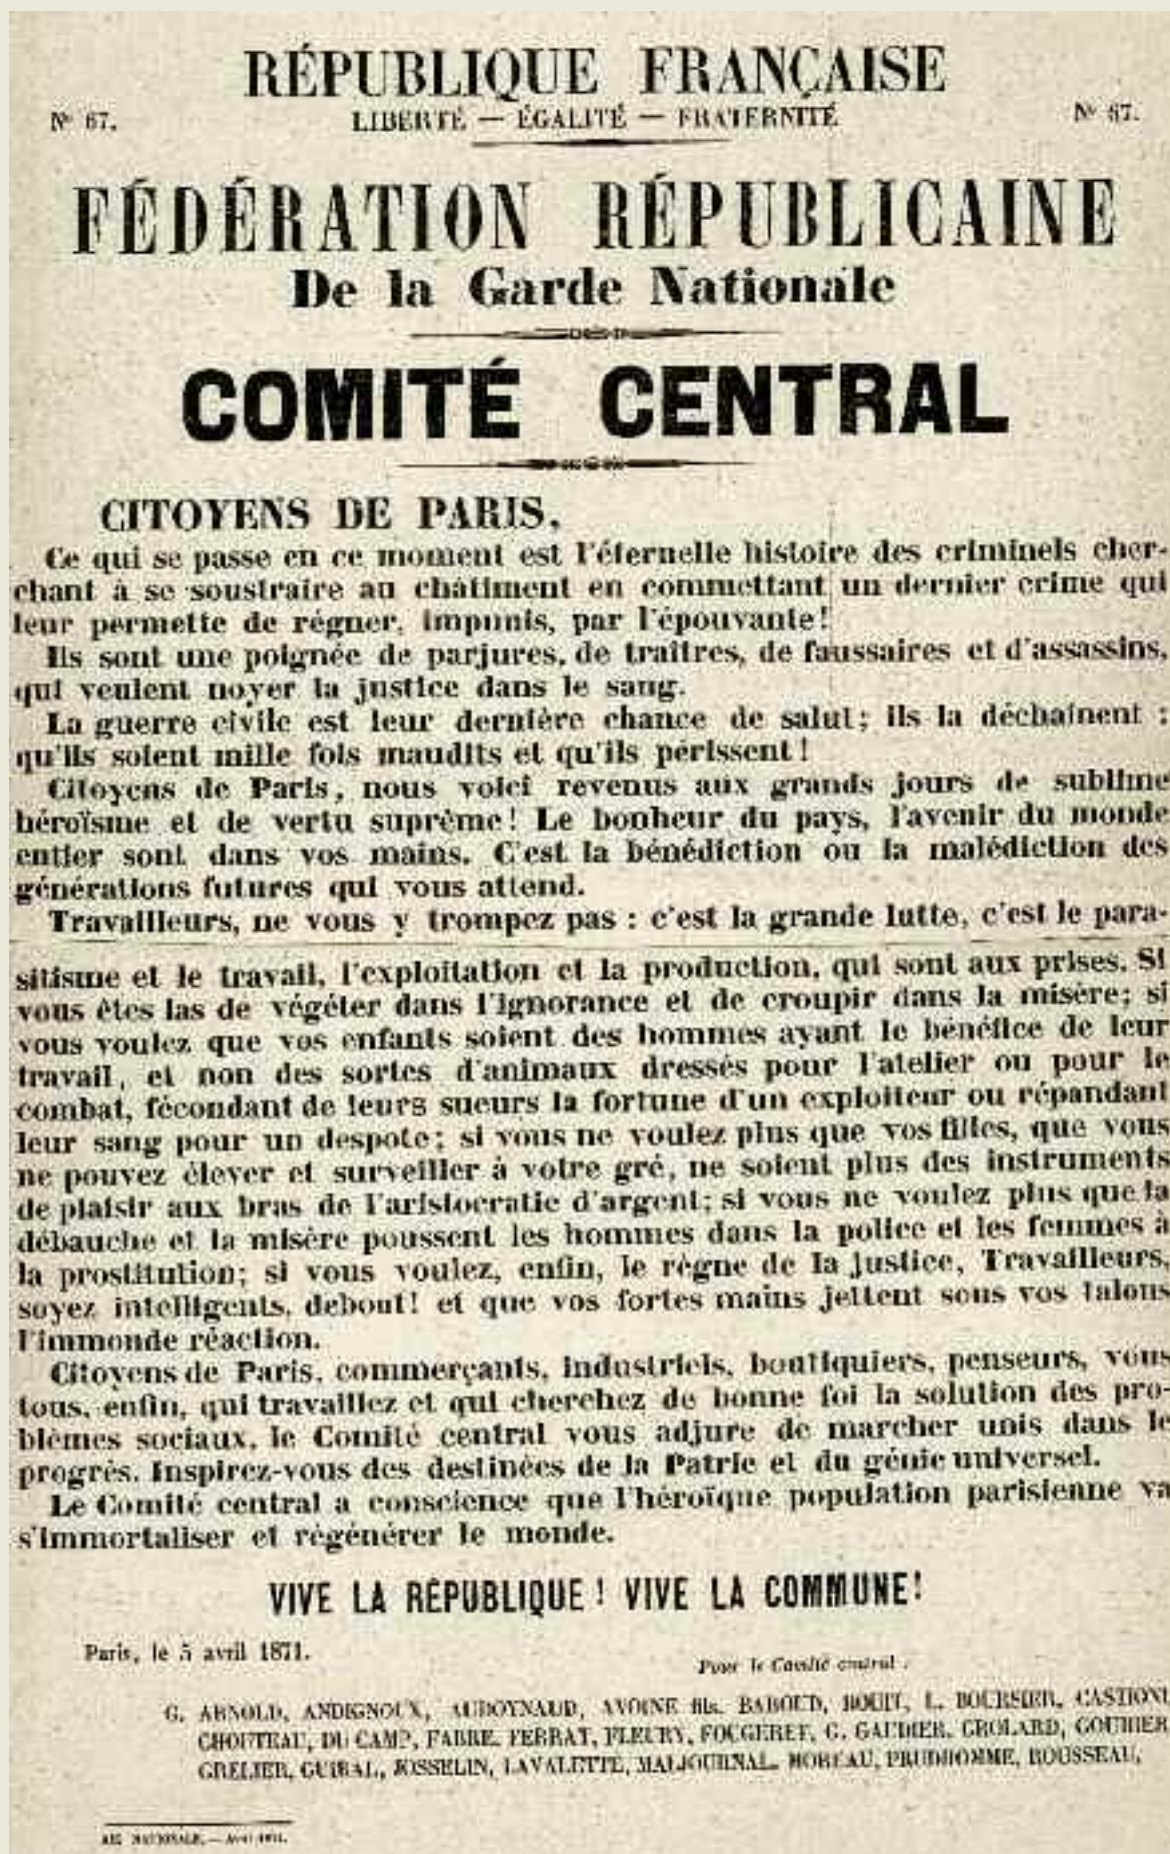 RÉPUBLIQUE FRANÇAISE
N° 67. LIBERTÉ — ÉGALITÉ — FRATERNITÉ N° 67.
FÉDÉRATION RÉPUBLICAINE
De la Garde Nationale
COMITÉ CENTRAL
CITOYENS DE PARIS,
Ce qui se passe en ce moment est l'éternelle histoire des criminels cher-
chant à se soustraire au châtiment en commettant un dernier crime qui
leur permette de régner, impunis, par l'épouvante!
Ils sont une poignée de parjures, de traîtres, de faussaires et d'assassins,
qui veulent noyer la justice dans le sang.
La guerre civile est leur dernière chance de salut; ils la déchaînent :
qu'ils soient mille fois maudits et qu'ils périssent!
Citoyens de Paris, nous voici revenus aux grands jours de sublime
héroïsme et de vertu suprême! Le bonheur du pays, l'avenir du monde
entier sont dans vos mains. C'est la bénédiction ou la malédiction des
générations futures qui vous attend.
Travailleurs, ne vous y trompez pas : c'est la grande lutte, c'est le para-
sitisme et le travail, l'exploitation et la production, qui sont aux prises. Si
vous êtes las de végéter dans l'ignorance et de croupir dans la misère; si
vous voulez que vos enfants soient des hommes ayant le bénéfice de leur
travail, et non des sortes d'animaux dressés pour l'atelier ou pour le
combat, fécondant de leurs sueurs la fortune d'un exploiteur ou répandant
leur sang pour un despote; si vous ne voulez plus que vos filles, que vous
ne pouvez élever et surveiller à votre gré, ne soient plus des instruments
de plaisir aux bras de l'aristocratie d'argent; si vous ne voulez plus que la
débauche et la misère poussent les hommes dans la police et les femmes à
la prostitution; si vous voulez, enfin, le règne de la justice, Travailleurs,
soyez intelligents, debout! et que vos fortes mains jettent sous vos talons
l'immonde réaction.
Citoyens de Paris, commerçants, industriels, boutiquiers, penseurs, vous
tous, enfin, qui travaillez et qui cherchez de bonne foi la solution des pro-
blèmes sociaux, le Comité central vous adjure de marcher unis dans le
progrès. Inspirez-vous des destinées de la Patrie et du génie universel.
Le Comité central a conscience que l'héroïque population parisienne va
s'immortaliser et régénérer le monde.
VIVE LA RÉPUBLIQUE! VIVE LA COMMUNE!
Paris, le 5 avril 1871.
Pour le Comité central :
G. ARNOLD, ANDIGNOUX, AUDOYNAUD, AVOINE fils, BAROUD, BOUIT, L. BOURSIER, CASTIONI,
CHOUTEAU, DU CAMP, FABRE, FERRAT, FLEURY, FOUGERET, G. GAUDIER, GROLARD, GOUHIER,
GRELIER, GUIRAL, JOSSELIN, LAVALETTE, MALJOURNAL, MOREAU, PRUDHOMME, ROUSSEAU,
NATIONALE. — Avril 1871.